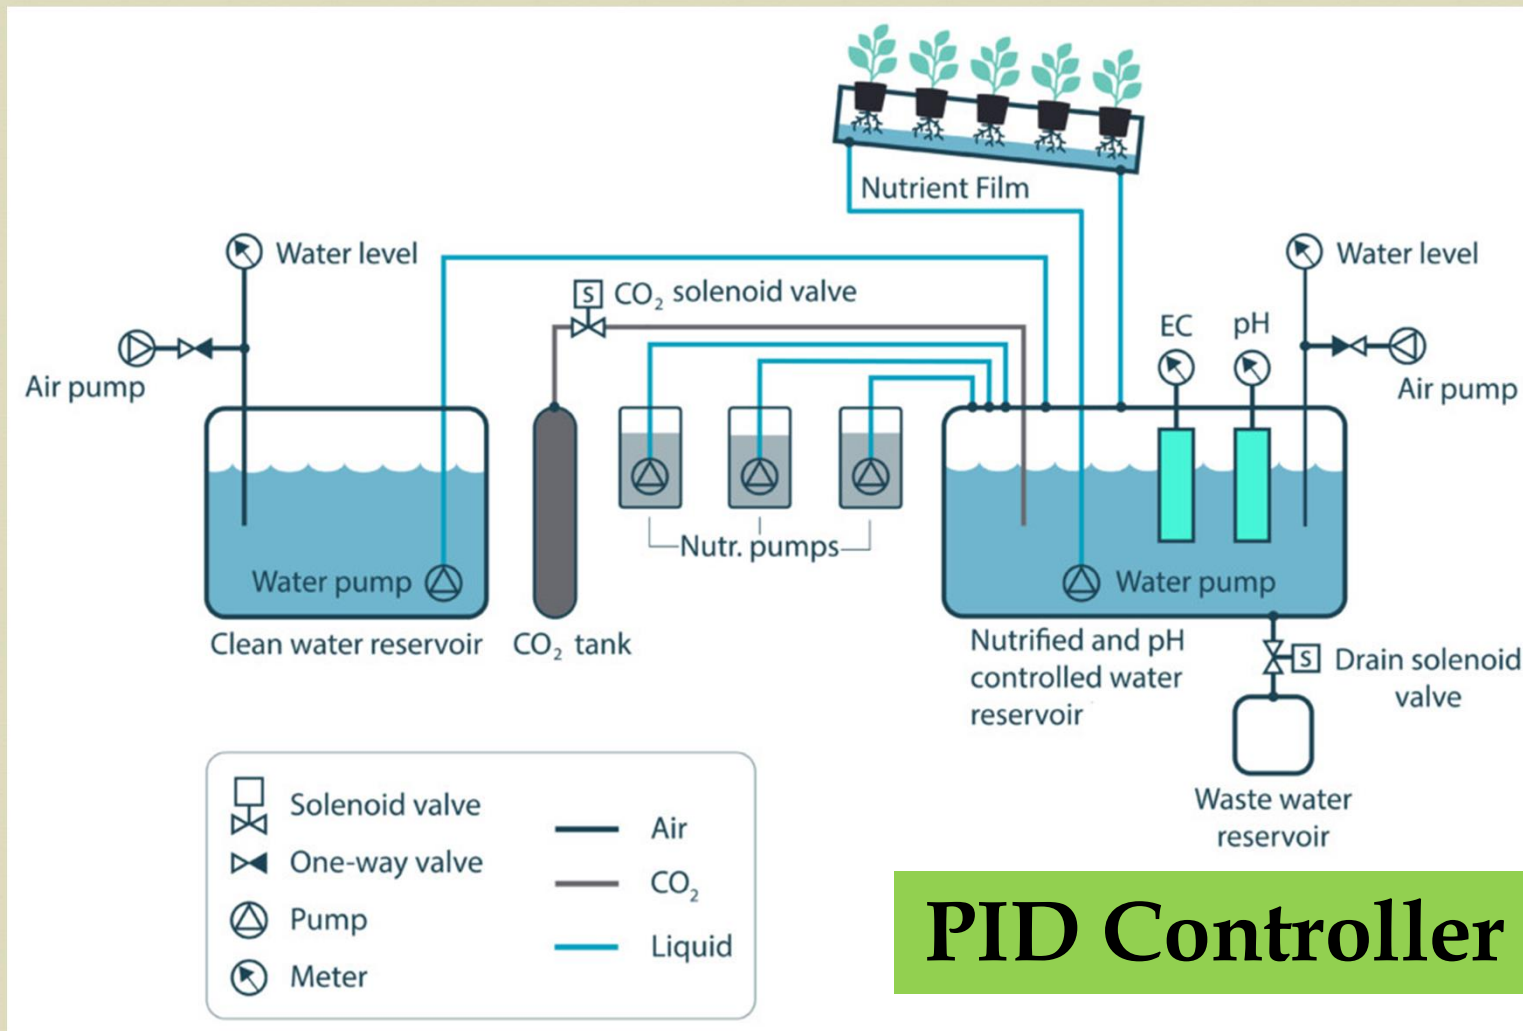 Nutrient Film
Water level
Water level
S
CO₂ solenoid valve
EC
pH
Air pump
Air pump
Nutr. pumps
Water pump
Water pump
Clean water reservoir
CO₂ tank
Nutrified and pH
controlled water
reservoir
S
Drain solenoid
valve
Waste water
reservoir
Solenoid valve
One-way valve
Pump
Meter
Air
CO₂
Liquid
PID Controller